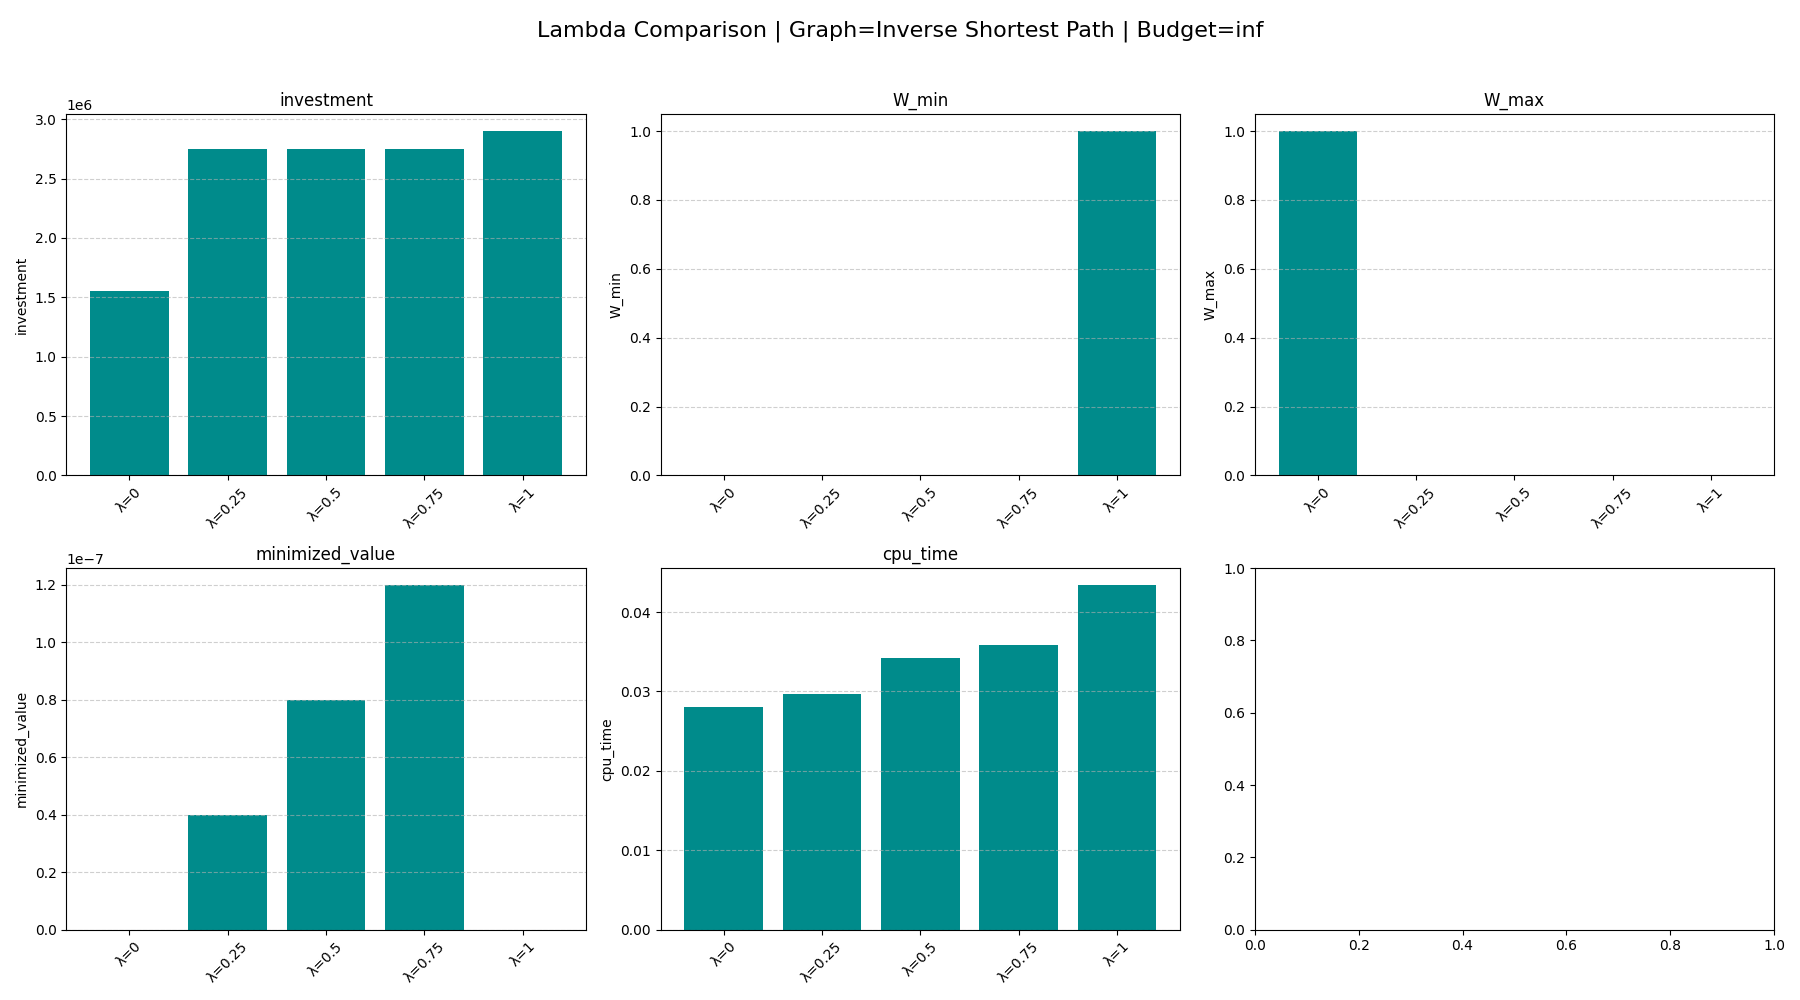 Lambda Comparison | Graph=Inverse Shortest Path | Budget=inf
investment
1e6
3.0
2.5
2.0
1.5
1.0
0.5
0.0
investment
λ=0
λ=0.25
λ=0.5
λ=0.75
λ=1
W_min
1.0
0.8
0.6
0.4
0.2
0.0
W_min
λ=0
λ=0.25
λ=0.5
λ=0.75
λ=1
W_max
1.0
0.8
0.6
0.4
0.2
0.0
W_max
λ=0
λ=0.25
λ=0.5
λ=0.75
λ=1
minimized_value
1e−7
1.2
1.0
0.8
0.6
0.4
0.2
0.0
minimized_value
λ=0
λ=0.25
λ=0.5
λ=0.75
λ=1
cpu_time
0.04
0.03
0.02
0.01
0.00
cpu_time
λ=0
λ=0.25
λ=0.5
λ=0.75
λ=1
1.0
0.8
0.6
0.4
0.2
0.0
0.0 0.2 0.4 0.6 0.8 1.0